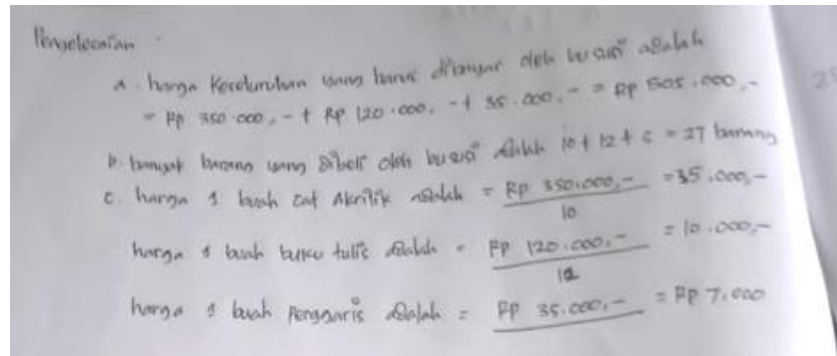 Penyelesaian
a. harga Keseluruhan yang harus dibayar oleh bu aini adalah
= Rp 350.000,- + Rp 120.000,- + 35.000,- = Rp 505.000,-
b. banyak barang yang dibeli oleh bu aini adalah 10 + 12 + 5 = 27 barang
c. harga 1 buah cat Akrilik adalah = Rp 350.000,- = 35.000,-
10
harga 1 buah buku tulis adalah = Rp 120.000,- = 10.000,-
12
harga 1 buah Penggaris adalah = Rp 35.000,- = Rp 7.000